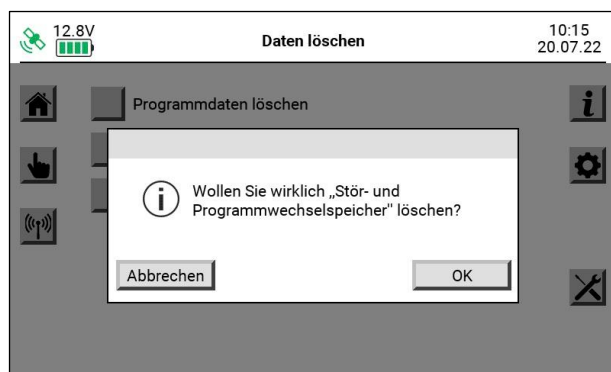 12.8V
Daten löschen
10:15
20.07.22
Programmdaten löschen
i
i
Wollen Sie wirklich „Stör- und
Programmwechselspeicher" löschen?
Abbrechen
OK